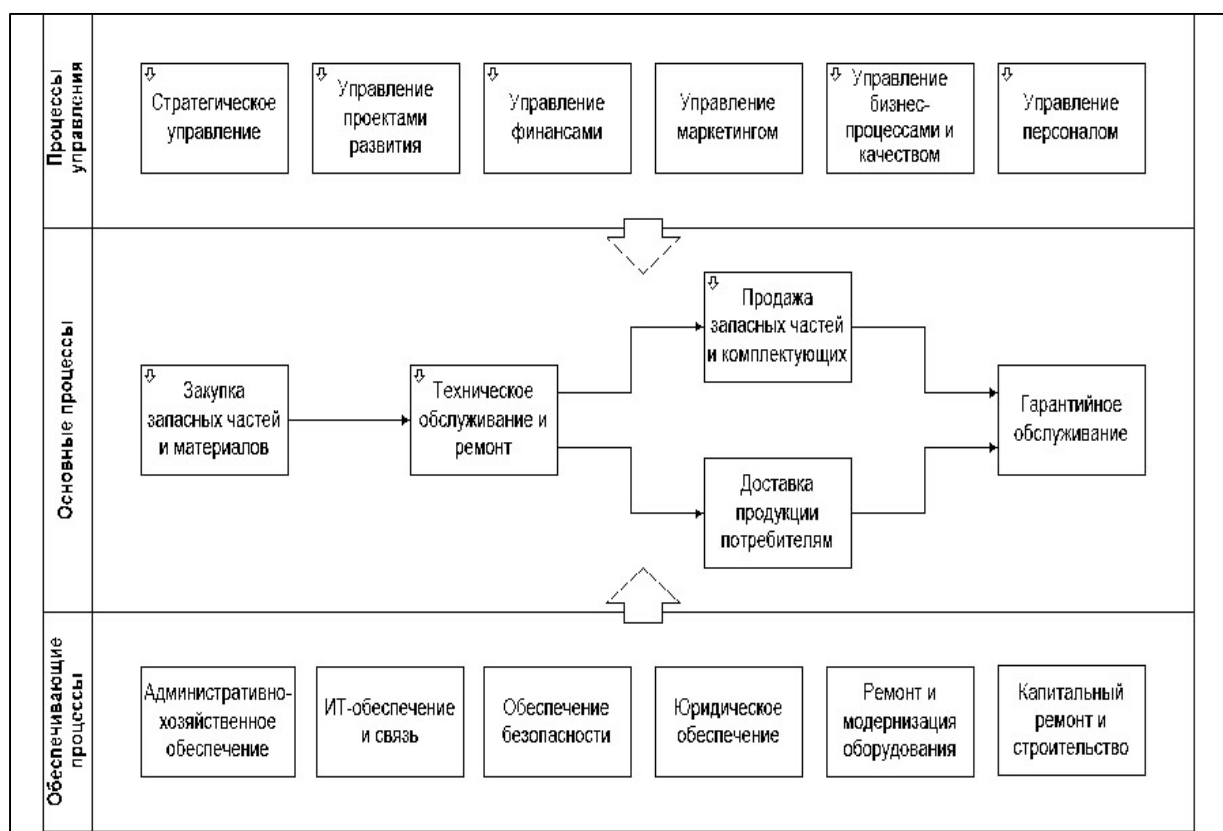 Процессы
управления
Стратегическое
управление
Управление
проектами
развития
Управление
финансами
Управление
маркетингом
Управление
бизнес-
процессами и
качеством
Управление
персоналом
Основные процессы
Закупка
запасных частей
и материалов
Техническое
обслуживание и
ремонт
Продажа
запасных частей
и комплектующих
Доставка
продукции
потребителям
Гарантийное
обслуживание
Обеспечивающие
процессы
Административно-
хозяйственное
обеспечение
ИТ-обеспечение
и связь
Обеспечение
безопасности
Юридическое
обеспечение
Ремонт и
модернизация
оборудования
Капитальный
ремонт и
строительство